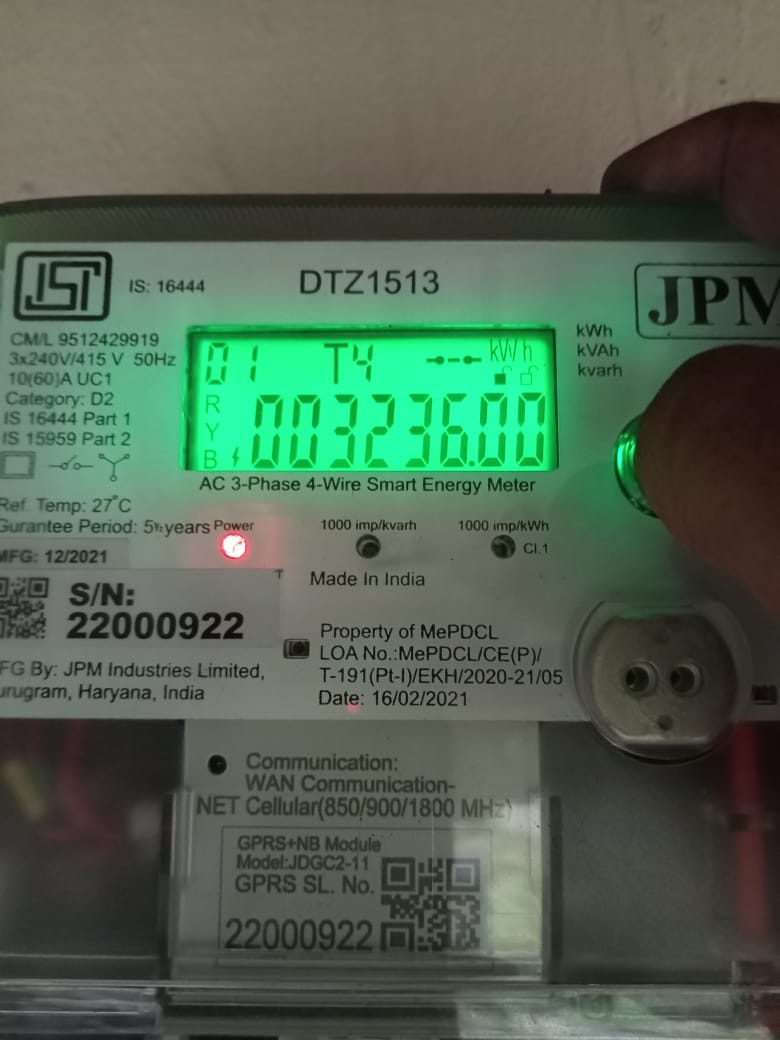 IS: 16444
DTZ1513
JPM
CM/L 9512429919
3x240V/415 V 50Hz
10(60)A UC1
Category: D2
IS 16444 Part 1
IS 15959 Part 2
01 T4 kWh
R
Y
B
003236.00
kWh
kVAh
kvarh
AC 3-Phase 4-Wire Smart Energy Meter
Ref. Temp: 27°C
Gurantee Period: 5½ years
Power
1000 imp/kvarh
1000 imp/kWh
Cl.1
MFG: 12/2021
Made In India
S/N:
22000922
Property of MePDCL
LOA No.:MePDCL/CE(P)/
T-191(Pt-I)/EKH/2020-21/05
Date: 16/02/2021
FG By: JPM Industries Limited,
urugram, Haryana, India
Communication:
WAN Communication-
NET Cellular(850/900/1800 MHz)
GPRS+NB Module
Model:JDGC2-11
GPRS SL. No.
22000922